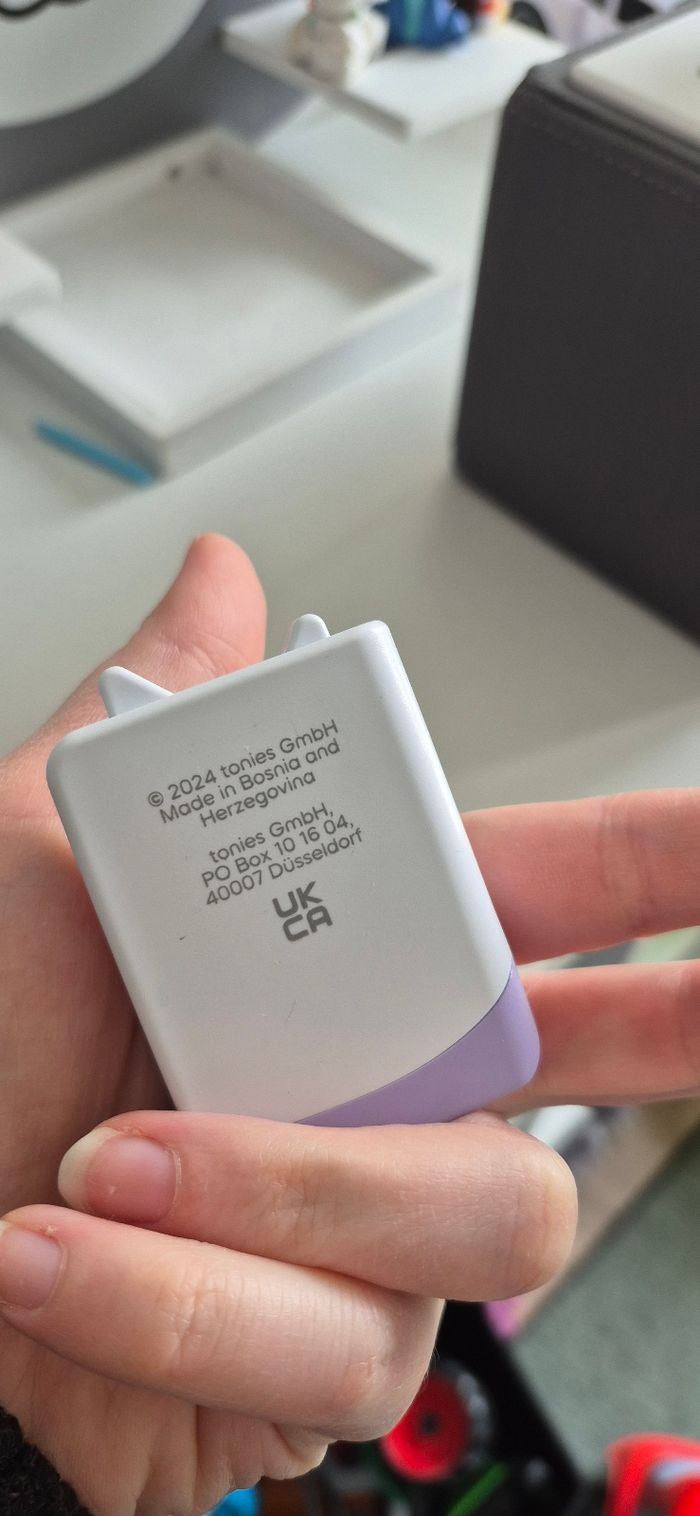 © 2024 tonies GmbH
Made in Bosnia and
Herzegovina
tonies GmbH,
PO Box 10 16 04,
40007 Düsseldorf
UK
CA